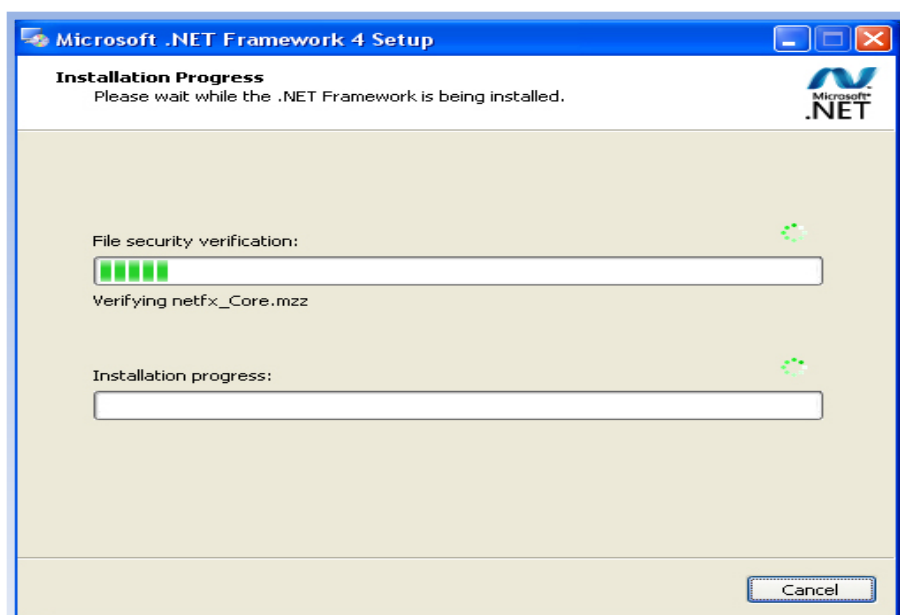 Microsoft .NET Framework 4 Setup
Installation Progress
Please wait while the .NET Framework is being installed.
Microsoft
.NET
File security verification:
Verifying netfx_Core.mzz
Installation progress:
Cancel